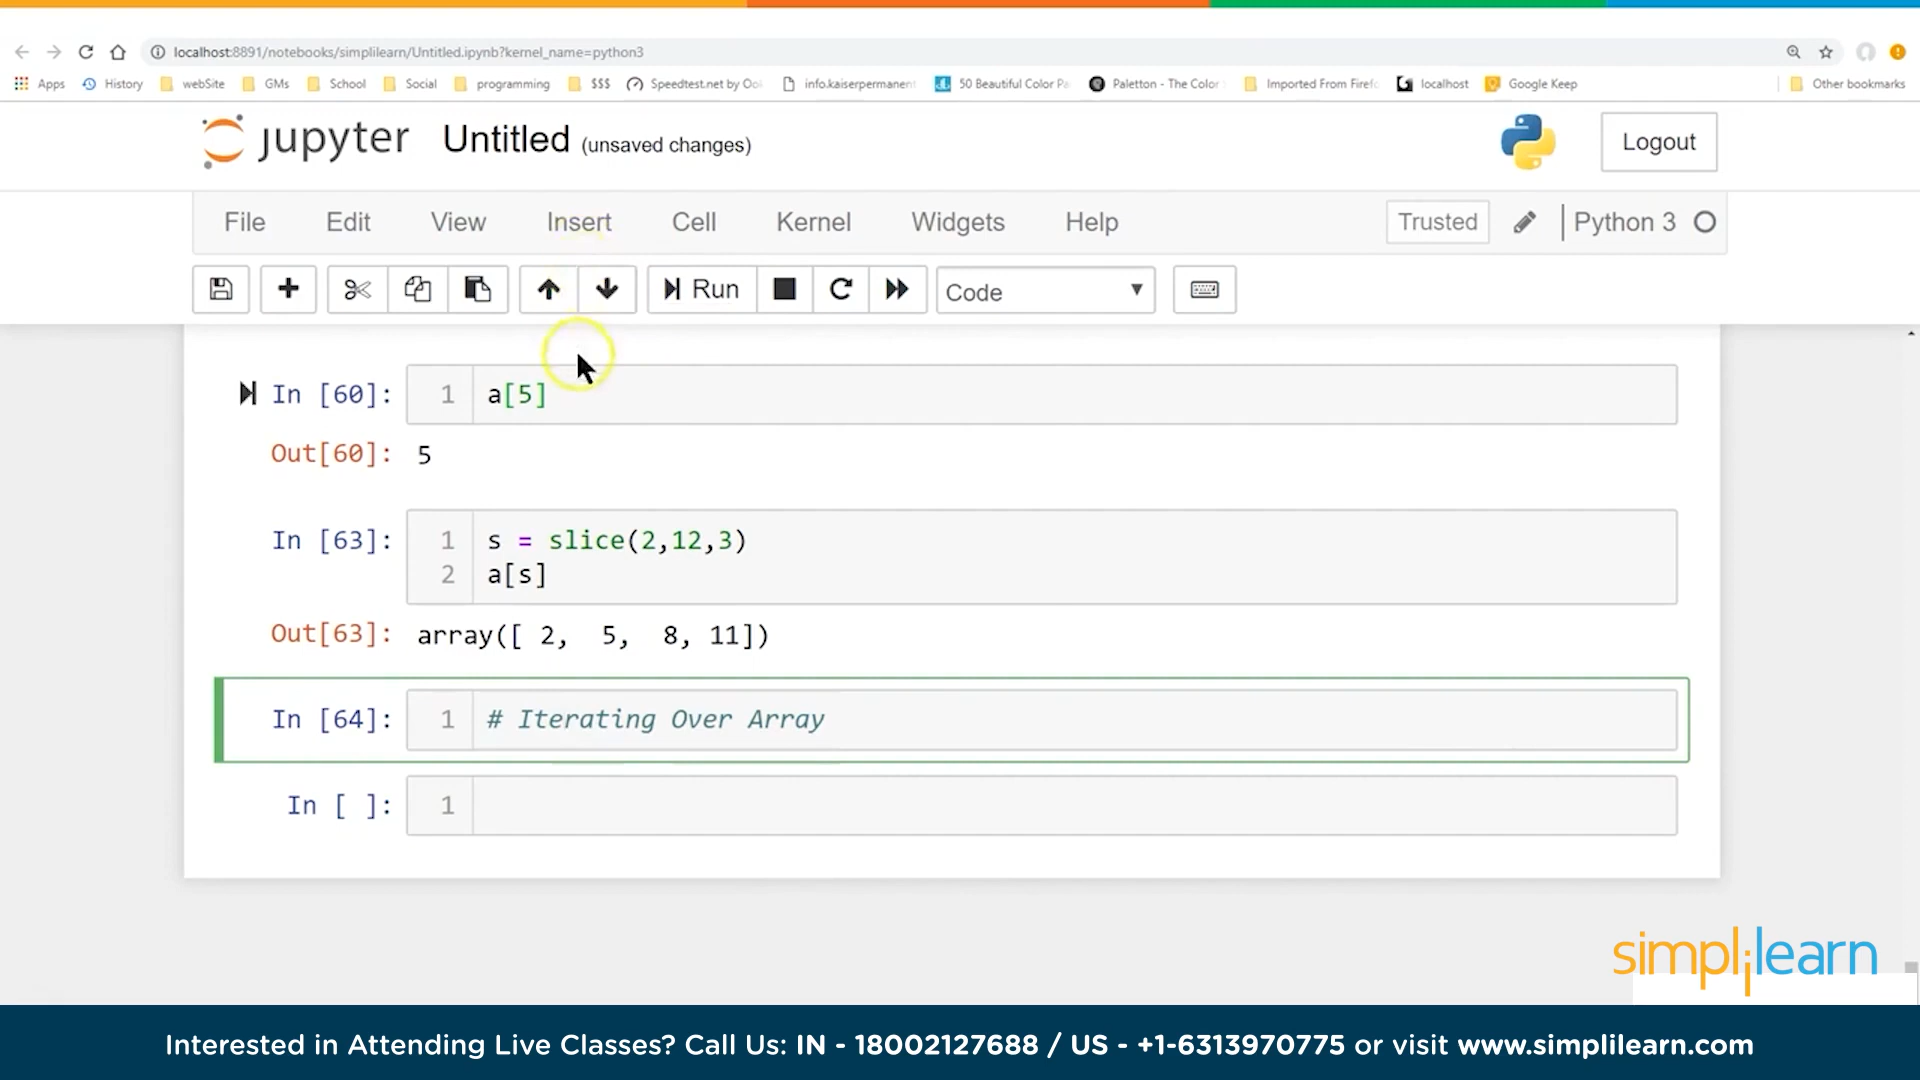 localhost:8891/notebooks/simplilearn/Untitled.ipynb?kernel_name=python3
Apps History webSite GMs School Social programming $$$ Speedtest.net by Ool info.kaiserpermanent 50 Beautiful Color Pa Paletton - The Color Imported From Firefo localhost Google Keep Other bookmarks
jupyter Untitled (unsaved changes) Logout
File Edit View Insert Cell Kernel Widgets Help Trusted Python 3
Run Code
In [60]: 1 a[5]
Out[60]: 5
In [63]: 1 s = slice(2,12,3)
2 a[s]
Out[63]: array([ 2, 5, 8, 11])
In [64]: 1 # Iterating Over Array
In [ ]: 1
simplilearn
Interested in Attending Live Classes? Call Us: IN - 18002127688 / US - +1-6313970775 or visit www.simplilearn.com